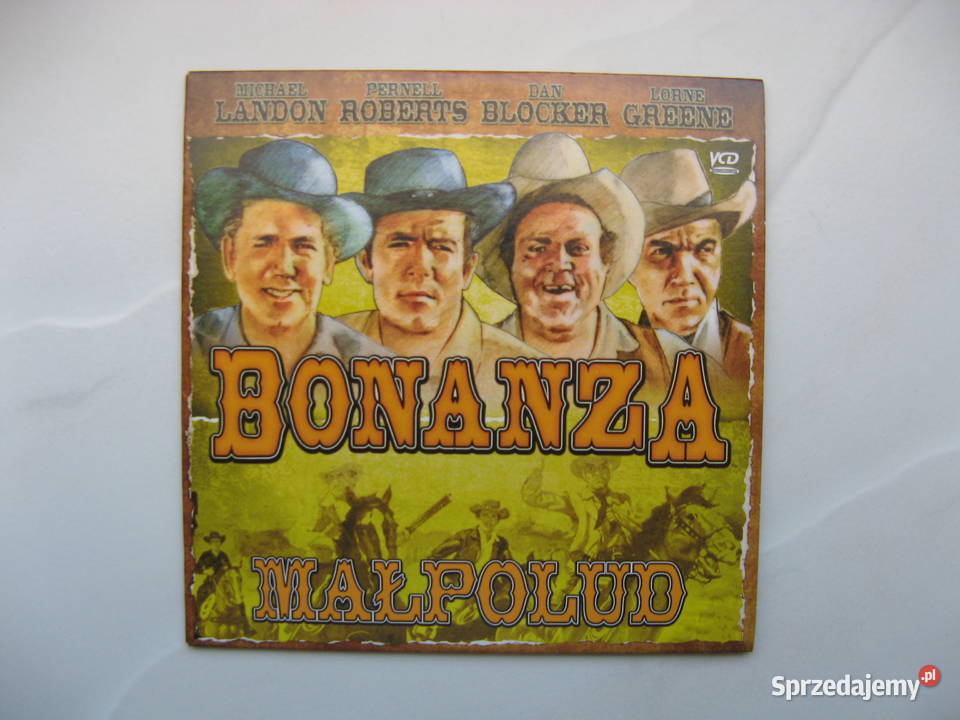 MICHAEL LANDON
PERNELL ROBERTS
DAN BLOCKER
LORNE GREENE
VCD
BONANZA
MAŁPOLUD
Sprzedajemy.pl